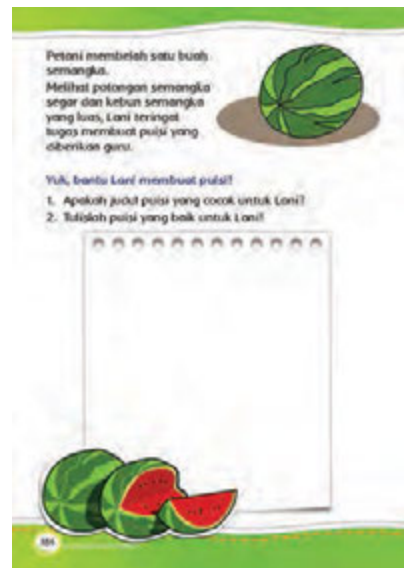 Petani membelah satu buah
semangka.
Melihat potongan semangka
segar dan kebun semangka
yang luas, Lani teringat
tugas membuat puisi yang
diberikan guru.
Yuk, bantu Lani membuat puisi!
1. Apakah judul puisi yang cocok untuk Lani?
2. Tulislah puisi yang baik untuk Lani!